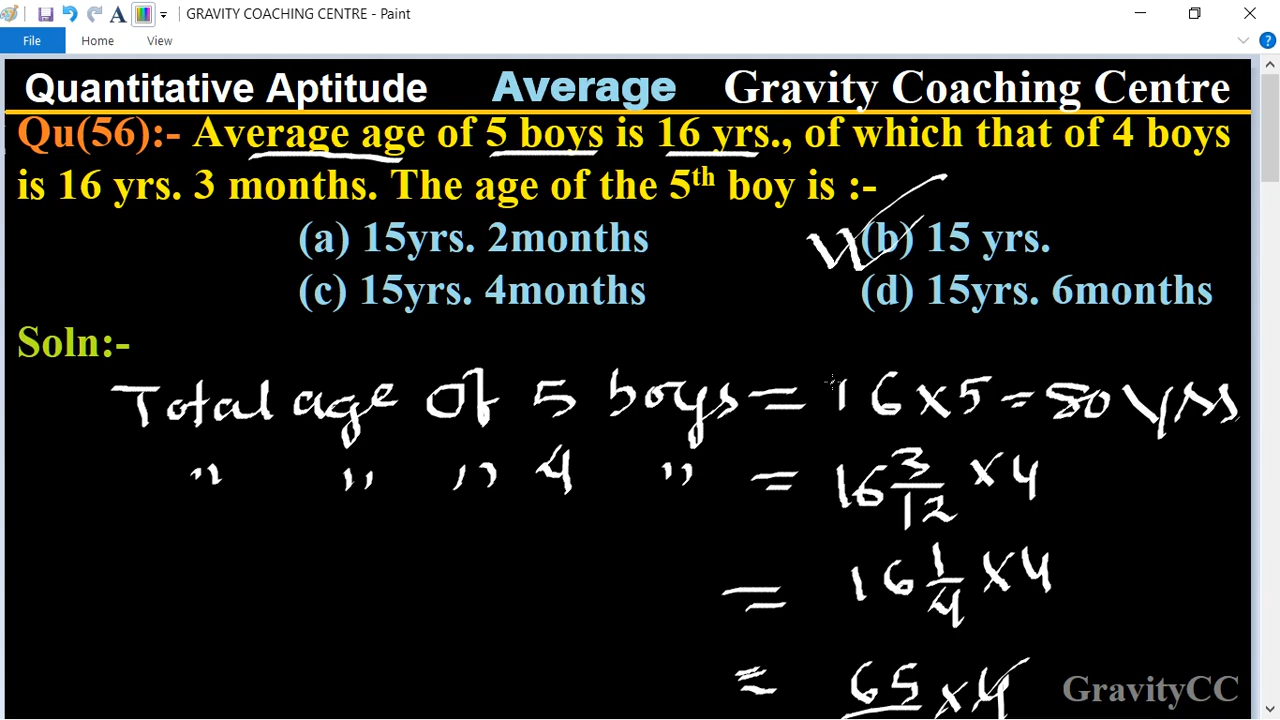 GRAVITY COACHING CENTRE - Paint
File Home View
Quantitative Aptitude Average Gravity Coaching Centre
Qu(56):- Average age of 5 boys is 16 yrs., of which that of 4 boys
is 16 yrs. 3 months. The age of the 5th boy is :-
(a) 15yrs. 2months (b) 15 yrs.
(c) 15yrs. 4months (d) 15yrs. 6months
Soln:-
Total age of 5 boys = 16 × 5 = 80 yrs
" " " 4 " = 16 3/12 × 4
= 16 1/4 × 4
= 65 × 4
GravityCC